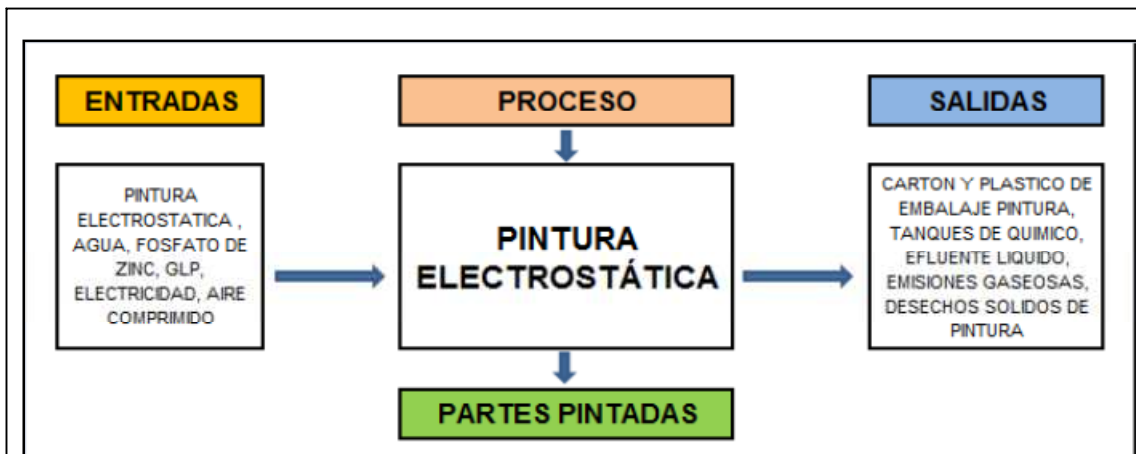 ENTRADAS
PROCESO
SALIDAS
PINTURA
ELECTROSTATICA ,
AGUA, FOSFATO DE
ZINC, GLP,
ELECTRICIDAD, AIRE
COMPRIMIDO
PINTURA
ELECTROSTÁTICA
CARTON Y PLASTICO DE
EMBALAJE PINTURA,
TANQUES DE QUIMICO,
EFLUENTE LIQUIDO,
EMISIONES GASEOSAS,
DESECHOS SOLIDOS DE
PINTURA
PARTES PINTADAS